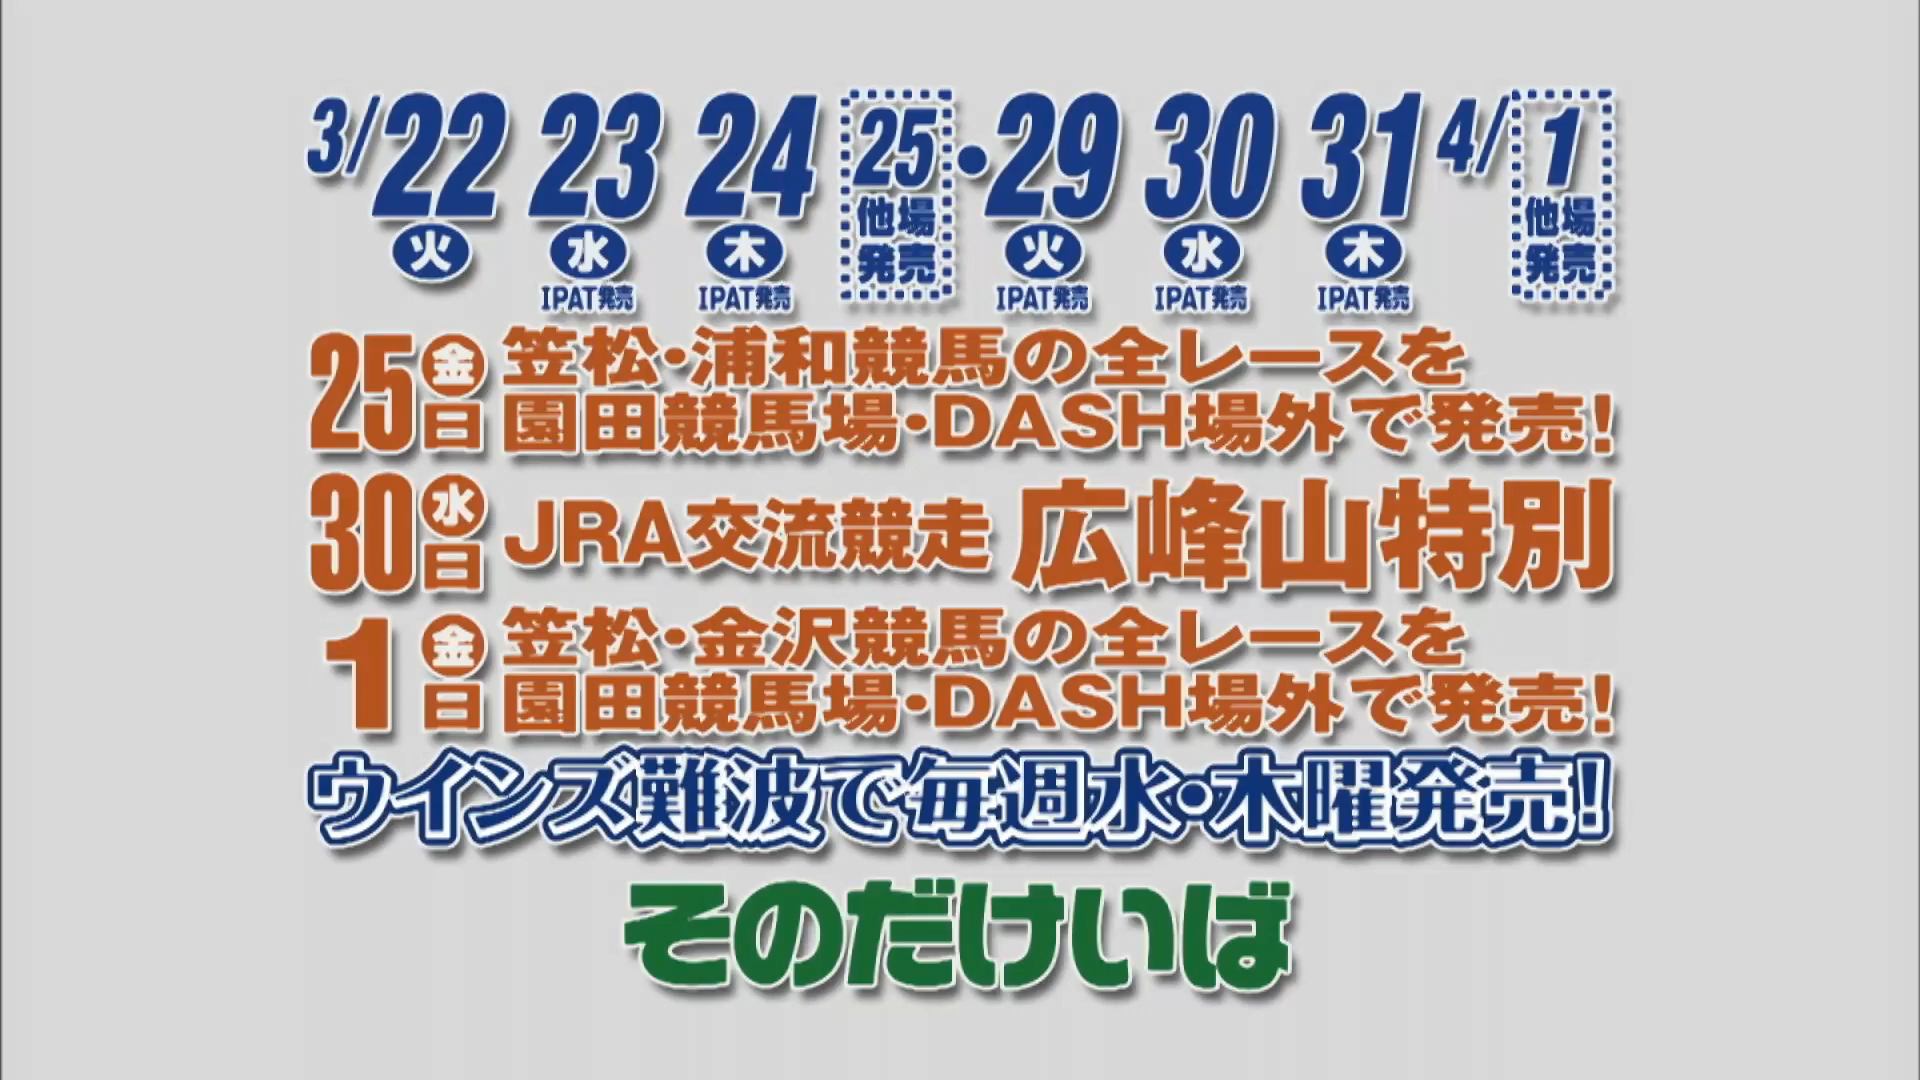 3/22 23 24 25・29 30 31 4/1
火 水 木 他場発売 火 水 木 他場発売
IPAT発売 IPAT発売 IPAT発売 IPAT発売 IPAT発売
25日 金 笠松・浦和競馬の全レースを
園田競馬場・DASH場外で発売!
30日 水 JRA交流競走 広峰山特別
1日 金 笠松・金沢競馬の全レースを
園田競馬場・DASH場外で発売!
ウインズ難波で毎週水・木曜発売!
そのだけいば